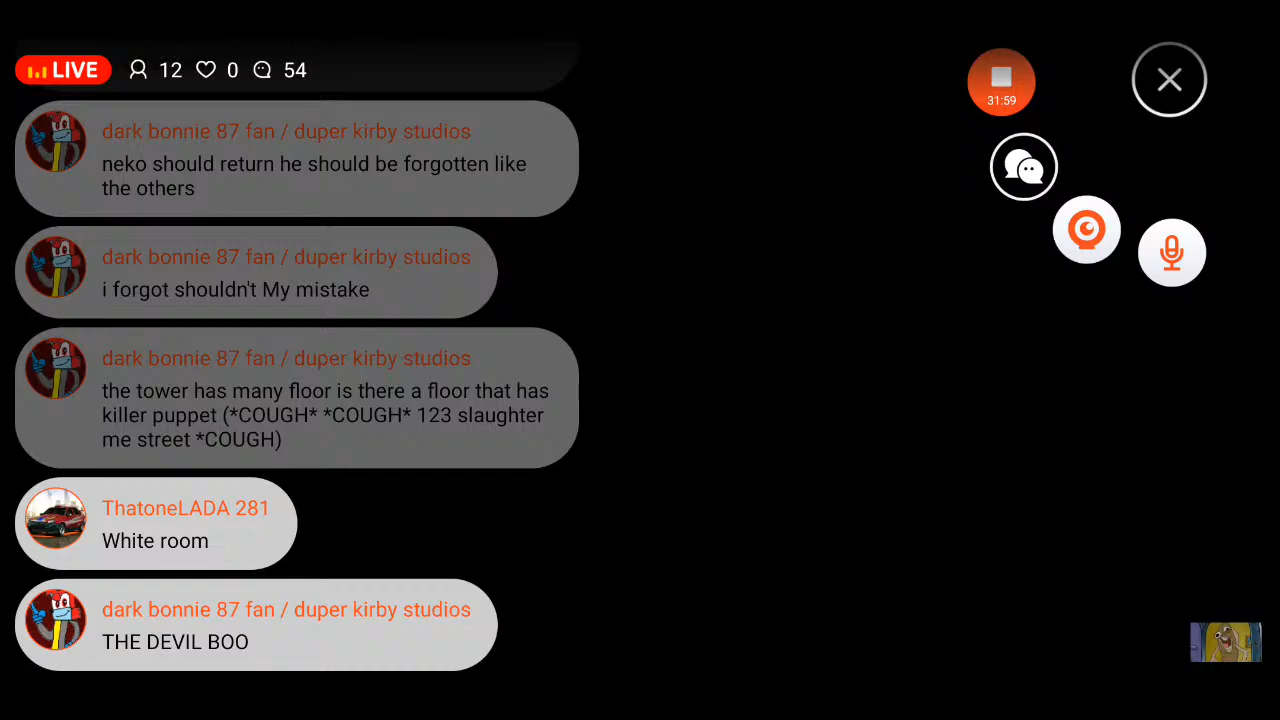 LIVE 12 0 54
31:59
dark bonnie 87 fan / duper kirby studios
neko should return he should be forgotten like
the others
dark bonnie 87 fan / duper kirby studios
i forgot shouldn't My mistake
dark bonnie 87 fan / duper kirby studios
the tower has many floor is there a floor that has
killer puppet (*COUGH* *COUGH* 123 slaughter
me street *COUGH)
ThatoneLADA 281
White room
dark bonnie 87 fan / duper kirby studios
THE DEVIL BOO